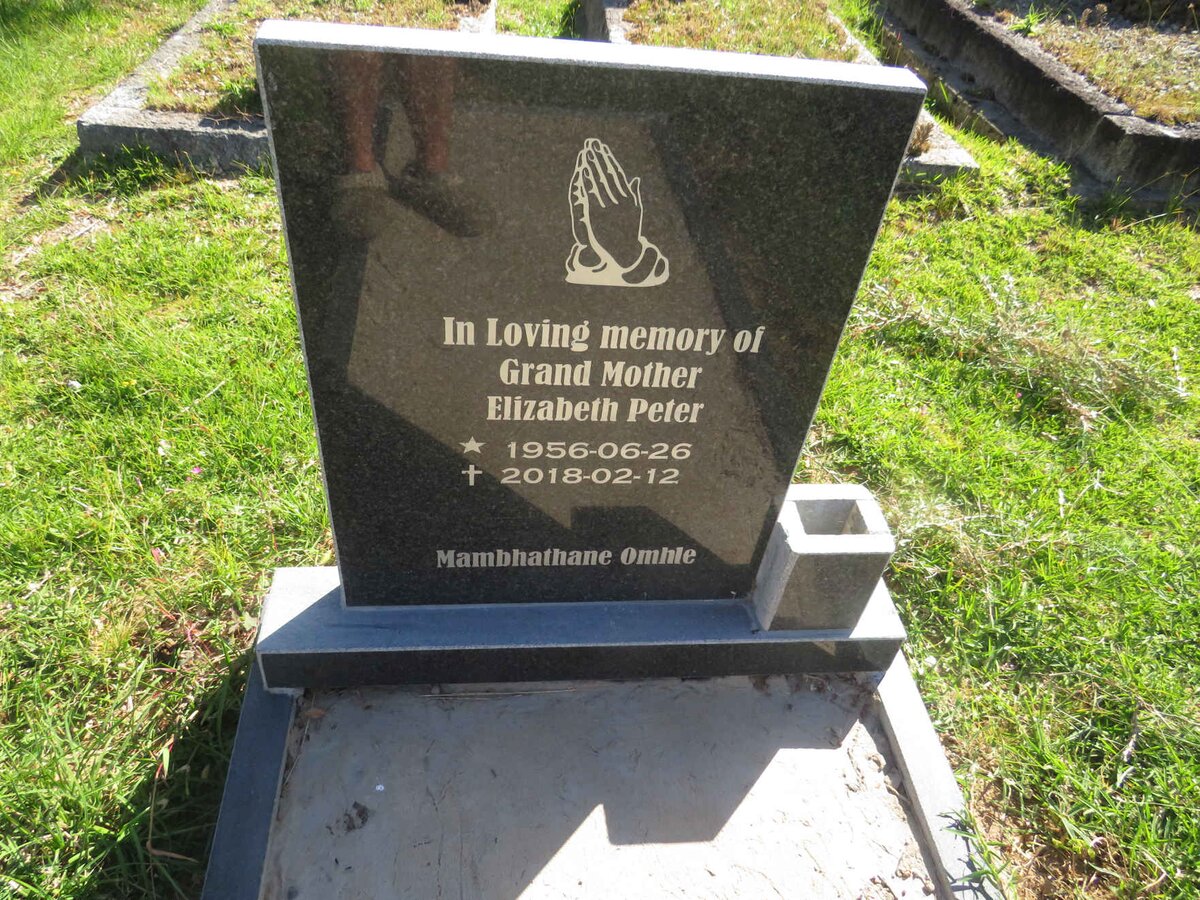 In Loving memory of
Grand Mother
Elizabeth Peter
★ 1956-06-26
✝ 2018-02-12
Mambhathane Omhle